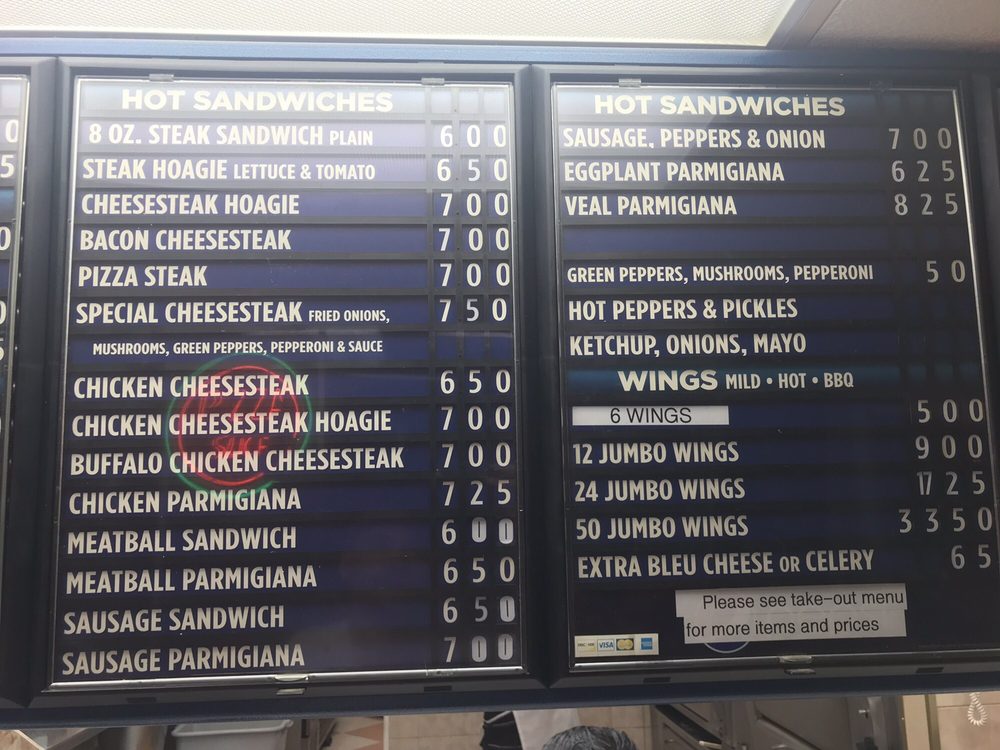 HOT SANDWICHES
8 OZ. STEAK SANDWICH PLAIN 6 0 0
STEAK HOAGIE LETTUCE & TOMATO 6 5 0
CHEESESTEAK HOAGIE 7 0 0
BACON CHEESESTEAK 7 0 0
PIZZA STEAK 7 0 0
SPECIAL CHEESESTEAK FRIED ONIONS, 7 5 0
MUSHROOMS, GREEN PEPPERS, PEPPERONI & SAUCE
CHICKEN CHEESESTEAK 6 5 0
CHICKEN CHEESESTEAK HOAGIE 7 0 0
BUFFALO CHICKEN CHEESESTEAK 7 0 0
CHICKEN PARMIGIANA 7 2 5
MEATBALL SANDWICH 6 0 0
MEATBALL PARMIGIANA 6 5 0
SAUSAGE SANDWICH 6 5 0
SAUSAGE PARMIGIANA 7 0 0
HOT SANDWICHES
SAUSAGE, PEPPERS & ONION 7 0 0
EGGPLANT PARMIGIANA 6 2 5
VEAL PARMIGIANA 8 2 5
GREEN PEPPERS, MUSHROOMS, PEPPERONI 5 0
HOT PEPPERS & PICKLES
KETCHUP, ONIONS, MAYO
WINGS MILD • HOT • BBQ
6 WINGS 5 0 0
12 JUMBO WINGS 9 0 0
24 JUMBO WINGS 17 2 5
50 JUMBO WINGS 3 3 5 0
EXTRA BLEU CHEESE OR CELERY 6 5
Please see take-out menu
for more items and prices
VISA